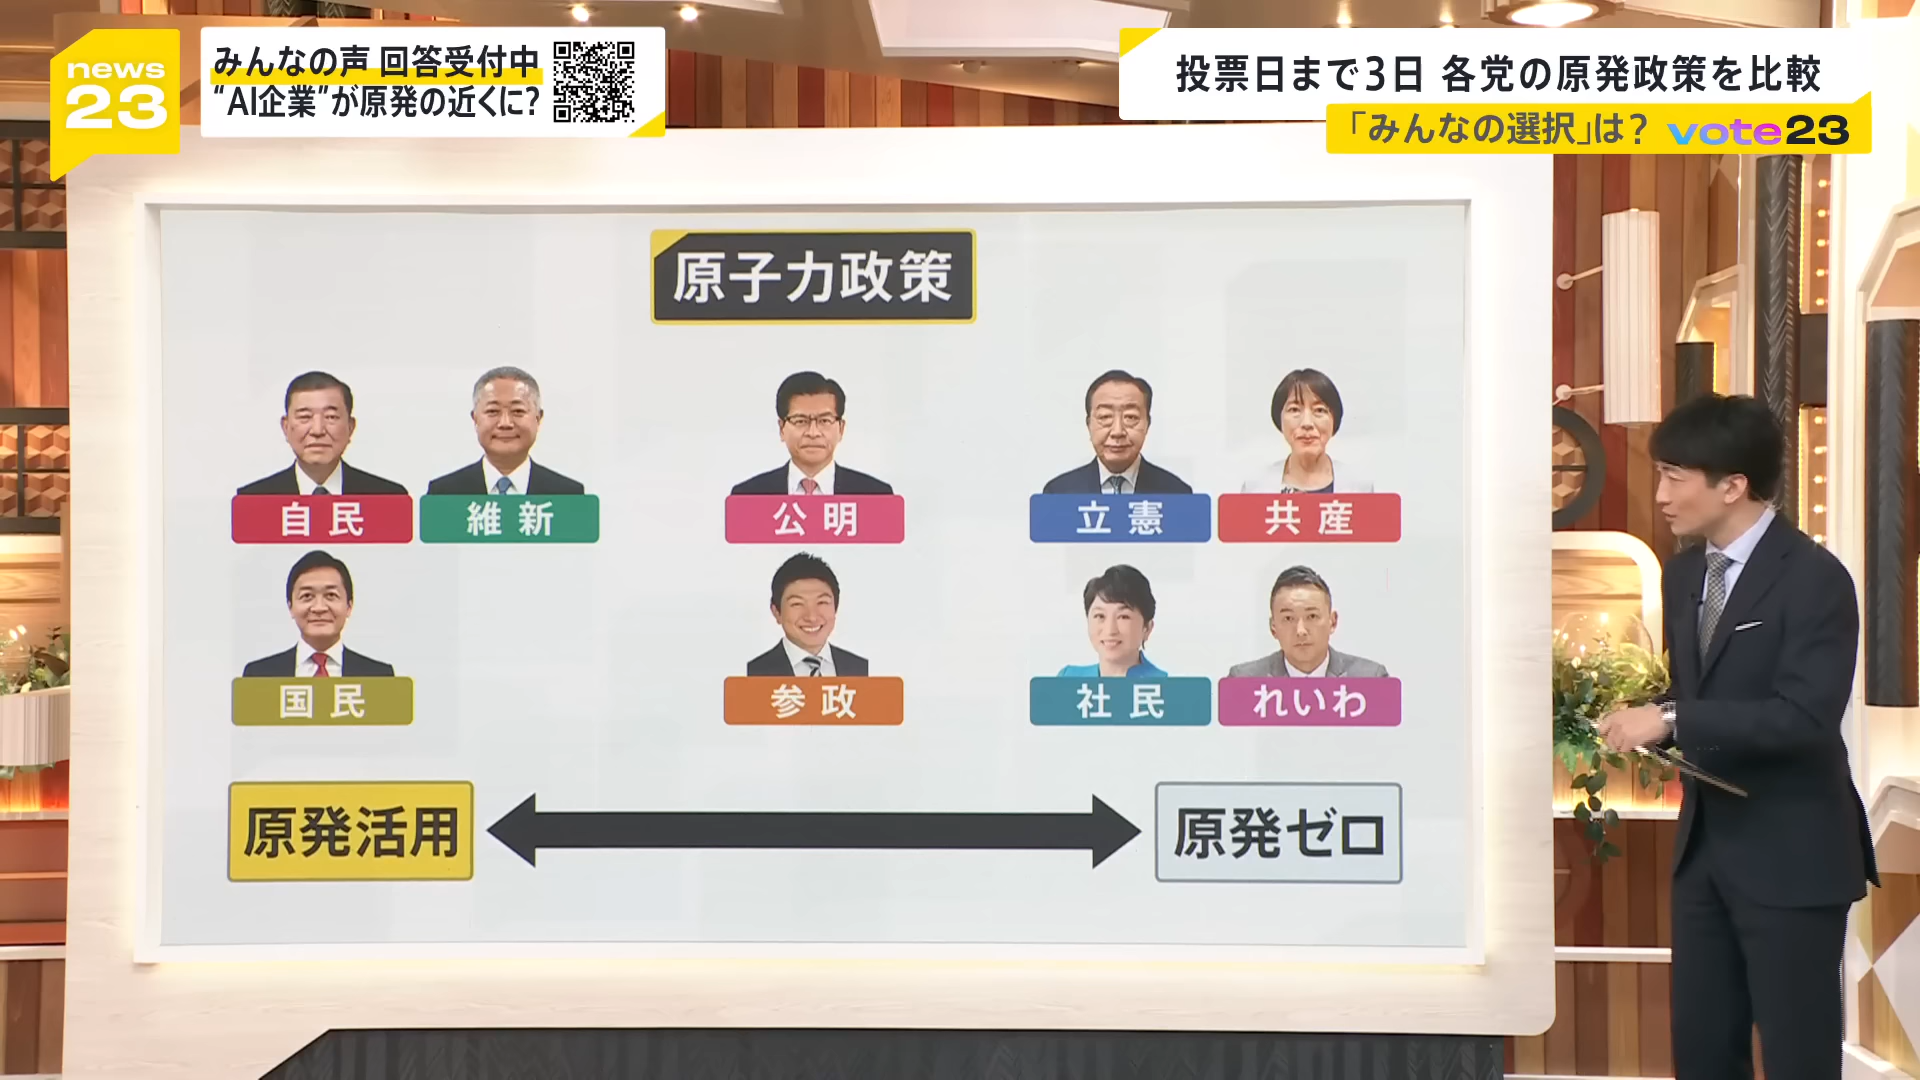 news
23
みんなの声 回答受付中
“AI企業”が原発の近くに?
投票日まで3日 各党の原発政策を比較
「みんなの選択」は? vote23
原子力政策
自民 維新 公明 立憲 共産
国民 参政 社民 れいわ
原発活用 原発ゼロ